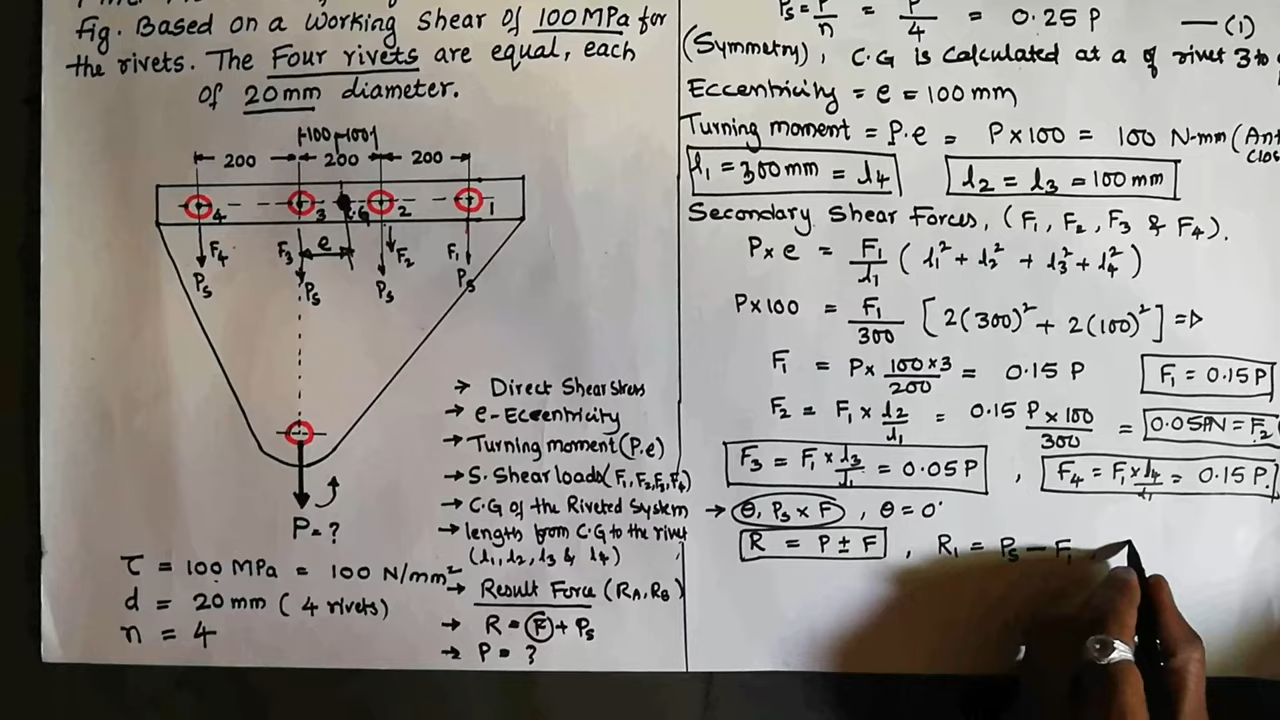 Fig. Based on a Working Shear of 100MPa for
the rivets. The Four rivets are equal, each
of 20mm diameter.
100 100
200 200 200
4 3 C.G 2 1
F4 F3 e F2 F1
Ps Ps Ps Ps
P = ?
τ = 100 MPa = 100 N/mm²
d = 20mm (4 rivets)
n = 4
→ Direct Shear Stress
→ e-Eccentricity
→ Turning moment (P.e)
→ S. Shear loads (F1, F2, F3, F4)
→ C.G of the Riveted System
→ length from C.G to the rivet
(l1, l2, l3 & l4)
→ Result Force (RA, RB)
→ R = F + Ps
→ P = ?
Ps = P/n = P/4 = 0.25 P — (1)
(Symmetry), C.G is calculated at a of rivet 3 to
Eccentricity = e = 100 mm
Turning moment = P.e = P×100 = 100 N-mm (Anti
Cloc
l1 = 300mm = l4 l2 = l3 = 100 mm
Secondary Shear Forces, (F1, F2, F3 & F4).
P×e = F1/l1 (l1² + l2² + l3² + l4²)
P×100 = F1/300 [2(300)² + 2(100)²] ⇒
F1 = P× 100×3/200 = 0.15 P F1 = 0.15 P
F2 = F1 × l2/l1 = 0.15 P × 100/300 = 0.05PN = F2
F3 = F1 × l3/l1 = 0.05 P , F4 = F1 × l4/l1 = 0.15 P.
→ θ, Ps × F , θ = 0°
R = P ± F , R1 = Ps − F1